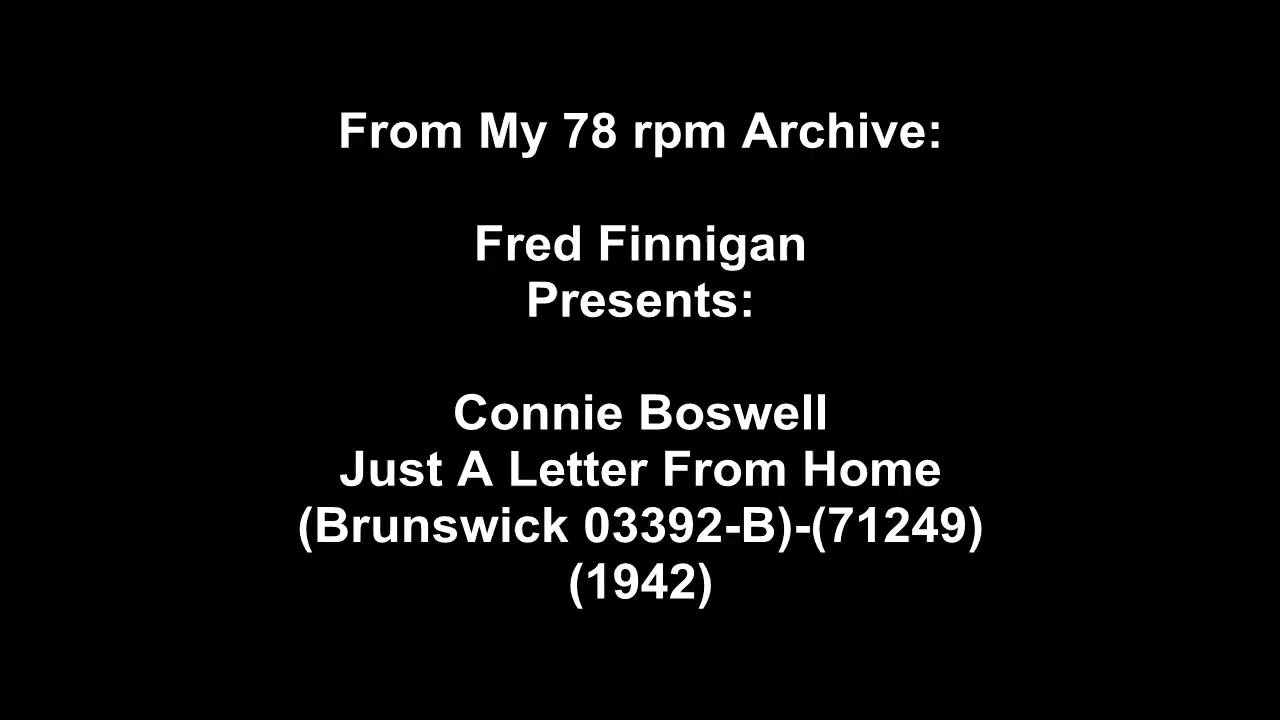 From My 78 rpm Archive:
Fred Finnigan
Presents:
Connie Boswell
Just A Letter From Home
(Brunswick 03392-B)-(71249)
(1942)